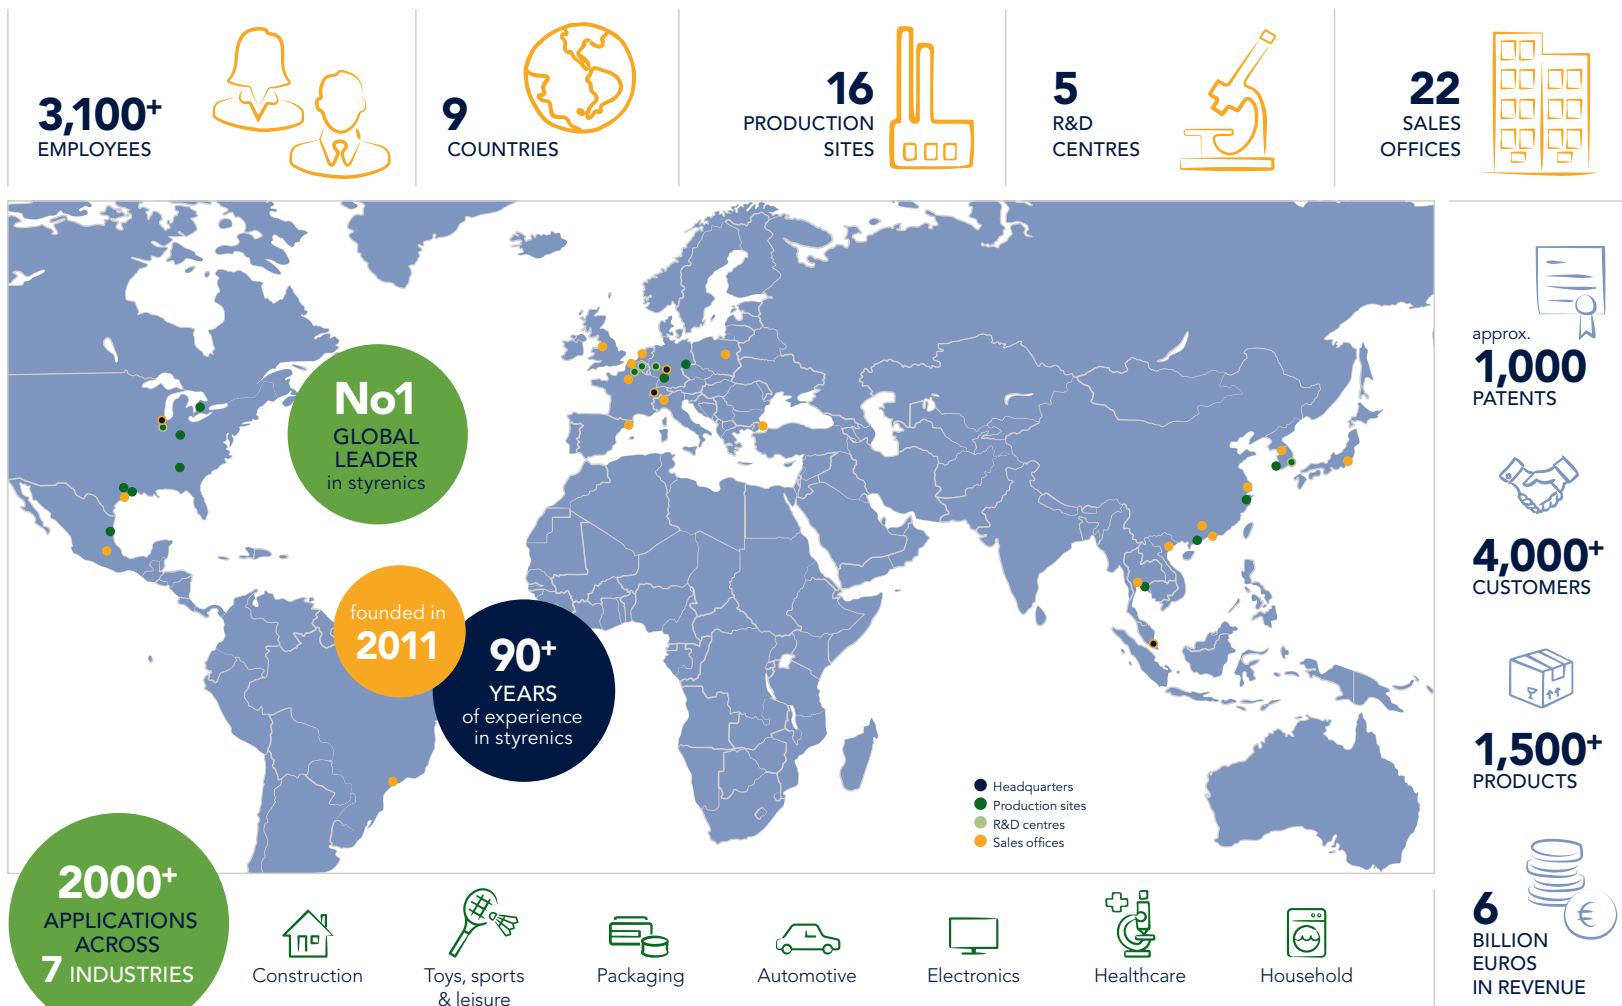 3,100+
EMPLOYEES
9
COUNTRIES
16
PRODUCTION
SITES
5
R&D
CENTRES
22
SALES
OFFICES
No1
GLOBAL
LEADER
in styrenics
founded in
2011
90+
YEARS
of experience
in styrenics
Headquarters
Production sites
R&D centres
Sales offices
approx.
1,000
PATENTS
4,000+
CUSTOMERS
1,500+
PRODUCTS
6
BILLION
EUROS
IN REVENUE
€
2000+
APPLICATIONS
ACROSS
7 INDUSTRIES
Construction
Toys, sports
& leisure
Packaging
Automotive
Electronics
Healthcare
Household